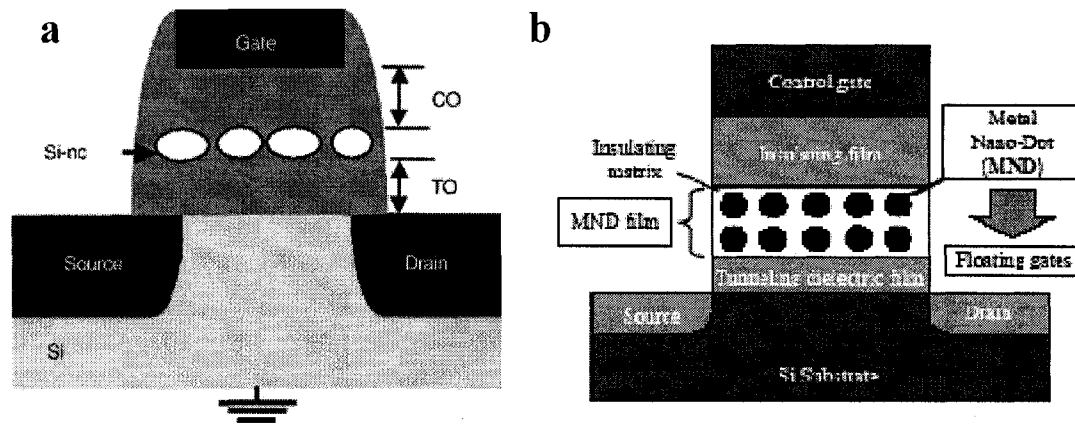 a
Gate
CO
Si-nc
TO
Source
Drain
Si
b
Control gate
Insulating film
Insulating
matrix
Metal
Nano-Dot
(MND)
MND film
Floating gates
Tunneling dielectric film
Source
Drain
Si Substrate